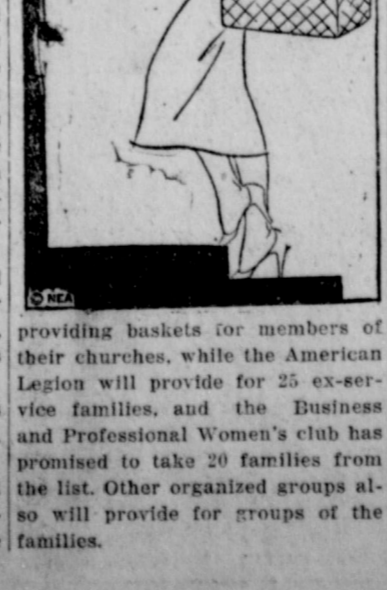 © NEA
providing baskets for members of
their churches, while the American
Legion will provide for 25 ex-ser-
vice families, and the Business
and Professional Women's club has
promised to take 20 families from
the list. Other organized groups al-
so will provide for groups of the
families.